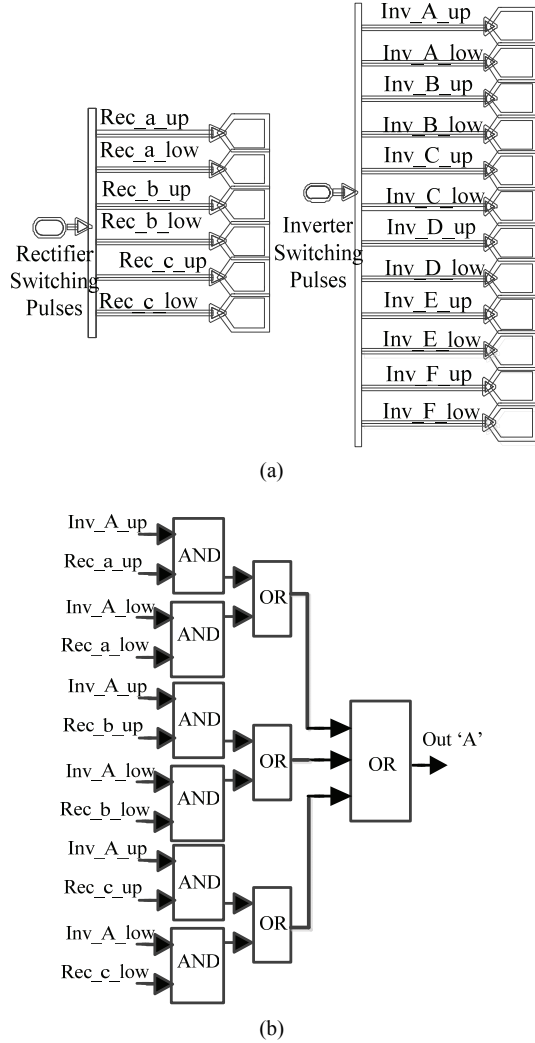 Rec_a_up
Rec_a_low
Rec_b_up
Rec_b_low
Rec_c_up
Rec_c_low
Rectifier
Switching
Pulses
Inv_A_up
Inv_A_low
Inv_B_up
Inv_B_low
Inv_C_up
Inv_C_low
Inv_D_up
Inv_D_low
Inv_E_up
Inv_E_low
Inv_F_up
Inv_F_low
Inverter
Switching
Pulses
(a)
Inv_A_up
Rec_a_up
AND
Inv_A_low
Rec_a_low
AND
OR
Inv_A_up
Rec_b_up
AND
Inv_A_low
Rec_b_low
AND
OR
Inv_A_up
Rec_c_up
AND
Inv_A_low
Rec_c_low
AND
OR
OR
Out ‘A’
(b)